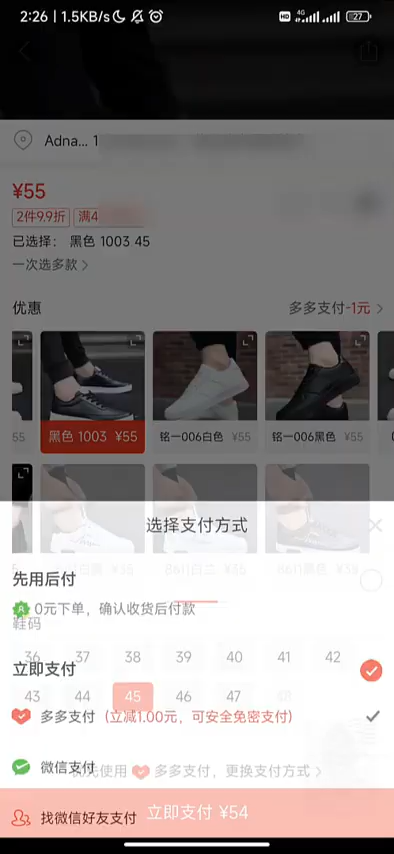 2:26 | 1.5KB/s HD 4G 27
Adna... 1
¥55
2件9.9折 满4
已选择： 黑色 1003 45
一次选多款 >
优惠 多多支付-1元 >
55 黑色 1003 ¥55 铭一006白色 ¥55 铭一006黑色 ¥55
选择支付方式
先用后付
0元下单，确认收货后付款
鞋码
36 37 38 39 40 41 42
立即支付
43 44 45 46 47
多多支付（立减1.00元，可安全免密支付）
微信支付
使用 多多支付，更换支付方式 >
找微信好友支付
立即支付 ¥54